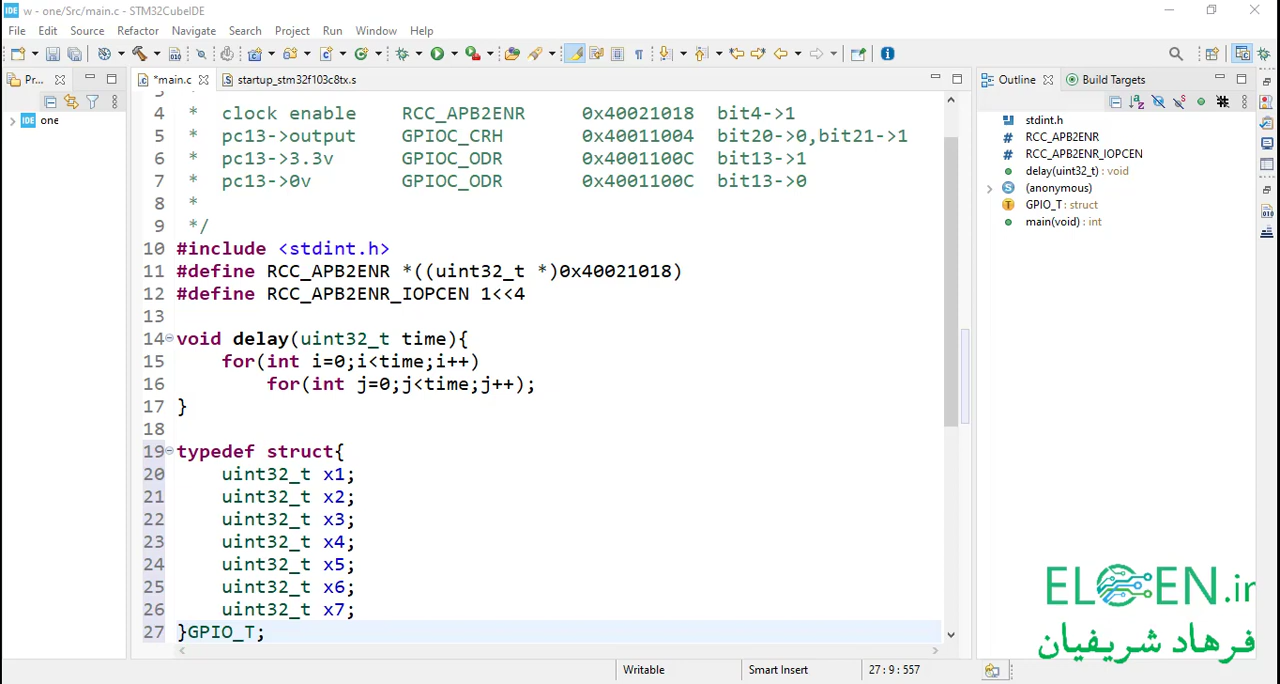 IDE w - one/Src/main.c - STM32CubeIDE
File Edit Source Refactor Navigate Search Project Run Window Help
Pr... *main.c startup_stm32f103c8tx.s Outline Build Targets
IDE one
4 * clock enable RCC_APB2ENR 0x40021018 bit4->1
5 * pc13->output GPIOC_CRH 0x40011004 bit20->0,bit21->1
6 * pc13->3.3v GPIOC_ODR 0x4001100C bit13->1
7 * pc13->0v GPIOC_ODR 0x4001100C bit13->0
8 *
9 */
10 #include <stdint.h>
11 #define RCC_APB2ENR *((uint32_t *)0x40021018)
12 #define RCC_APB2ENR_IOPCEN 1<<4
13
14 void delay(uint32_t time){
15 for(int i=0;i<time;i++)
16 for(int j=0;j<time;j++);
17 }
18
19 typedef struct{
20 uint32_t x1;
21 uint32_t x2;
22 uint32_t x3;
23 uint32_t x4;
24 uint32_t x5;
25 uint32_t x6;
26 uint32_t x7;
27 }GPIO_T;
stdint.h
RCC_APB2ENR
RCC_APB2ENR_IOPCEN
delay(uint32_t) : void
(anonymous)
GPIO_T : struct
main(void) : int
ELOEN.ir
فرهاد شریفیان
Writable Smart Insert 27 : 9 : 557